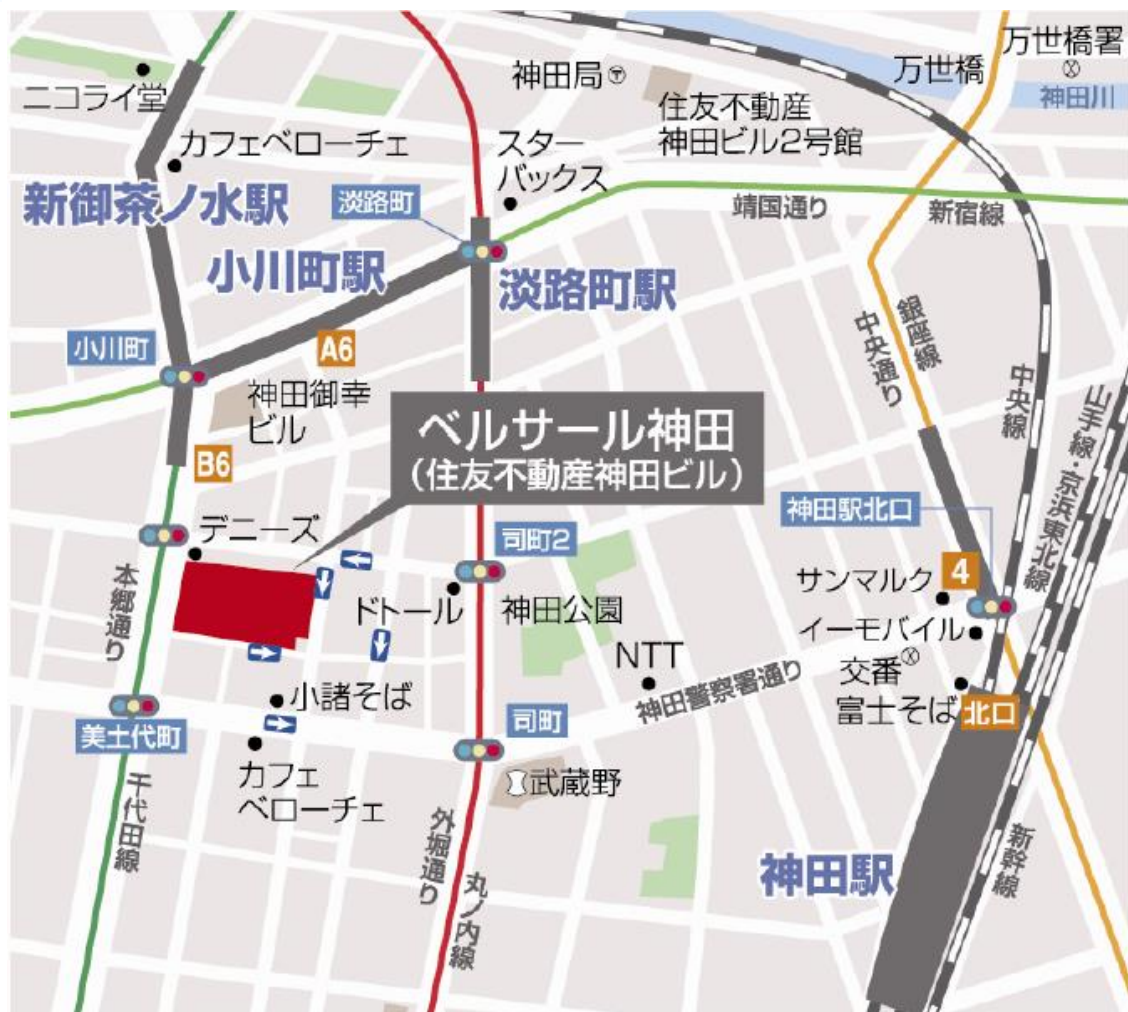 万世橋署
神田局
万世橋
神田川
ニコライ堂
住友不動産
神田ビル2号館
カフェベローチェ
スター
バックス
新御茶ノ水駅
淡路町
靖国通り
新宿線
小川町駅
淡路町駅
小川町
A6
銀座線
中央通り
中央線
神田御幸
ビル
山手線・京浜東北線
ベルサール神田
(住友不動産神田ビル)
B6
神田駅北口
デニーズ
司町2
サンマルク
4
本郷通り
ドトール
神田公園
イーモバイル
NTT
交番
神田警察署通り
小諸そば
富士そば
北口
美土代町
司町
カフェ
ベローチェ
武蔵野
千代田線
外堀通り
丸ノ内線
神田駅
新幹線